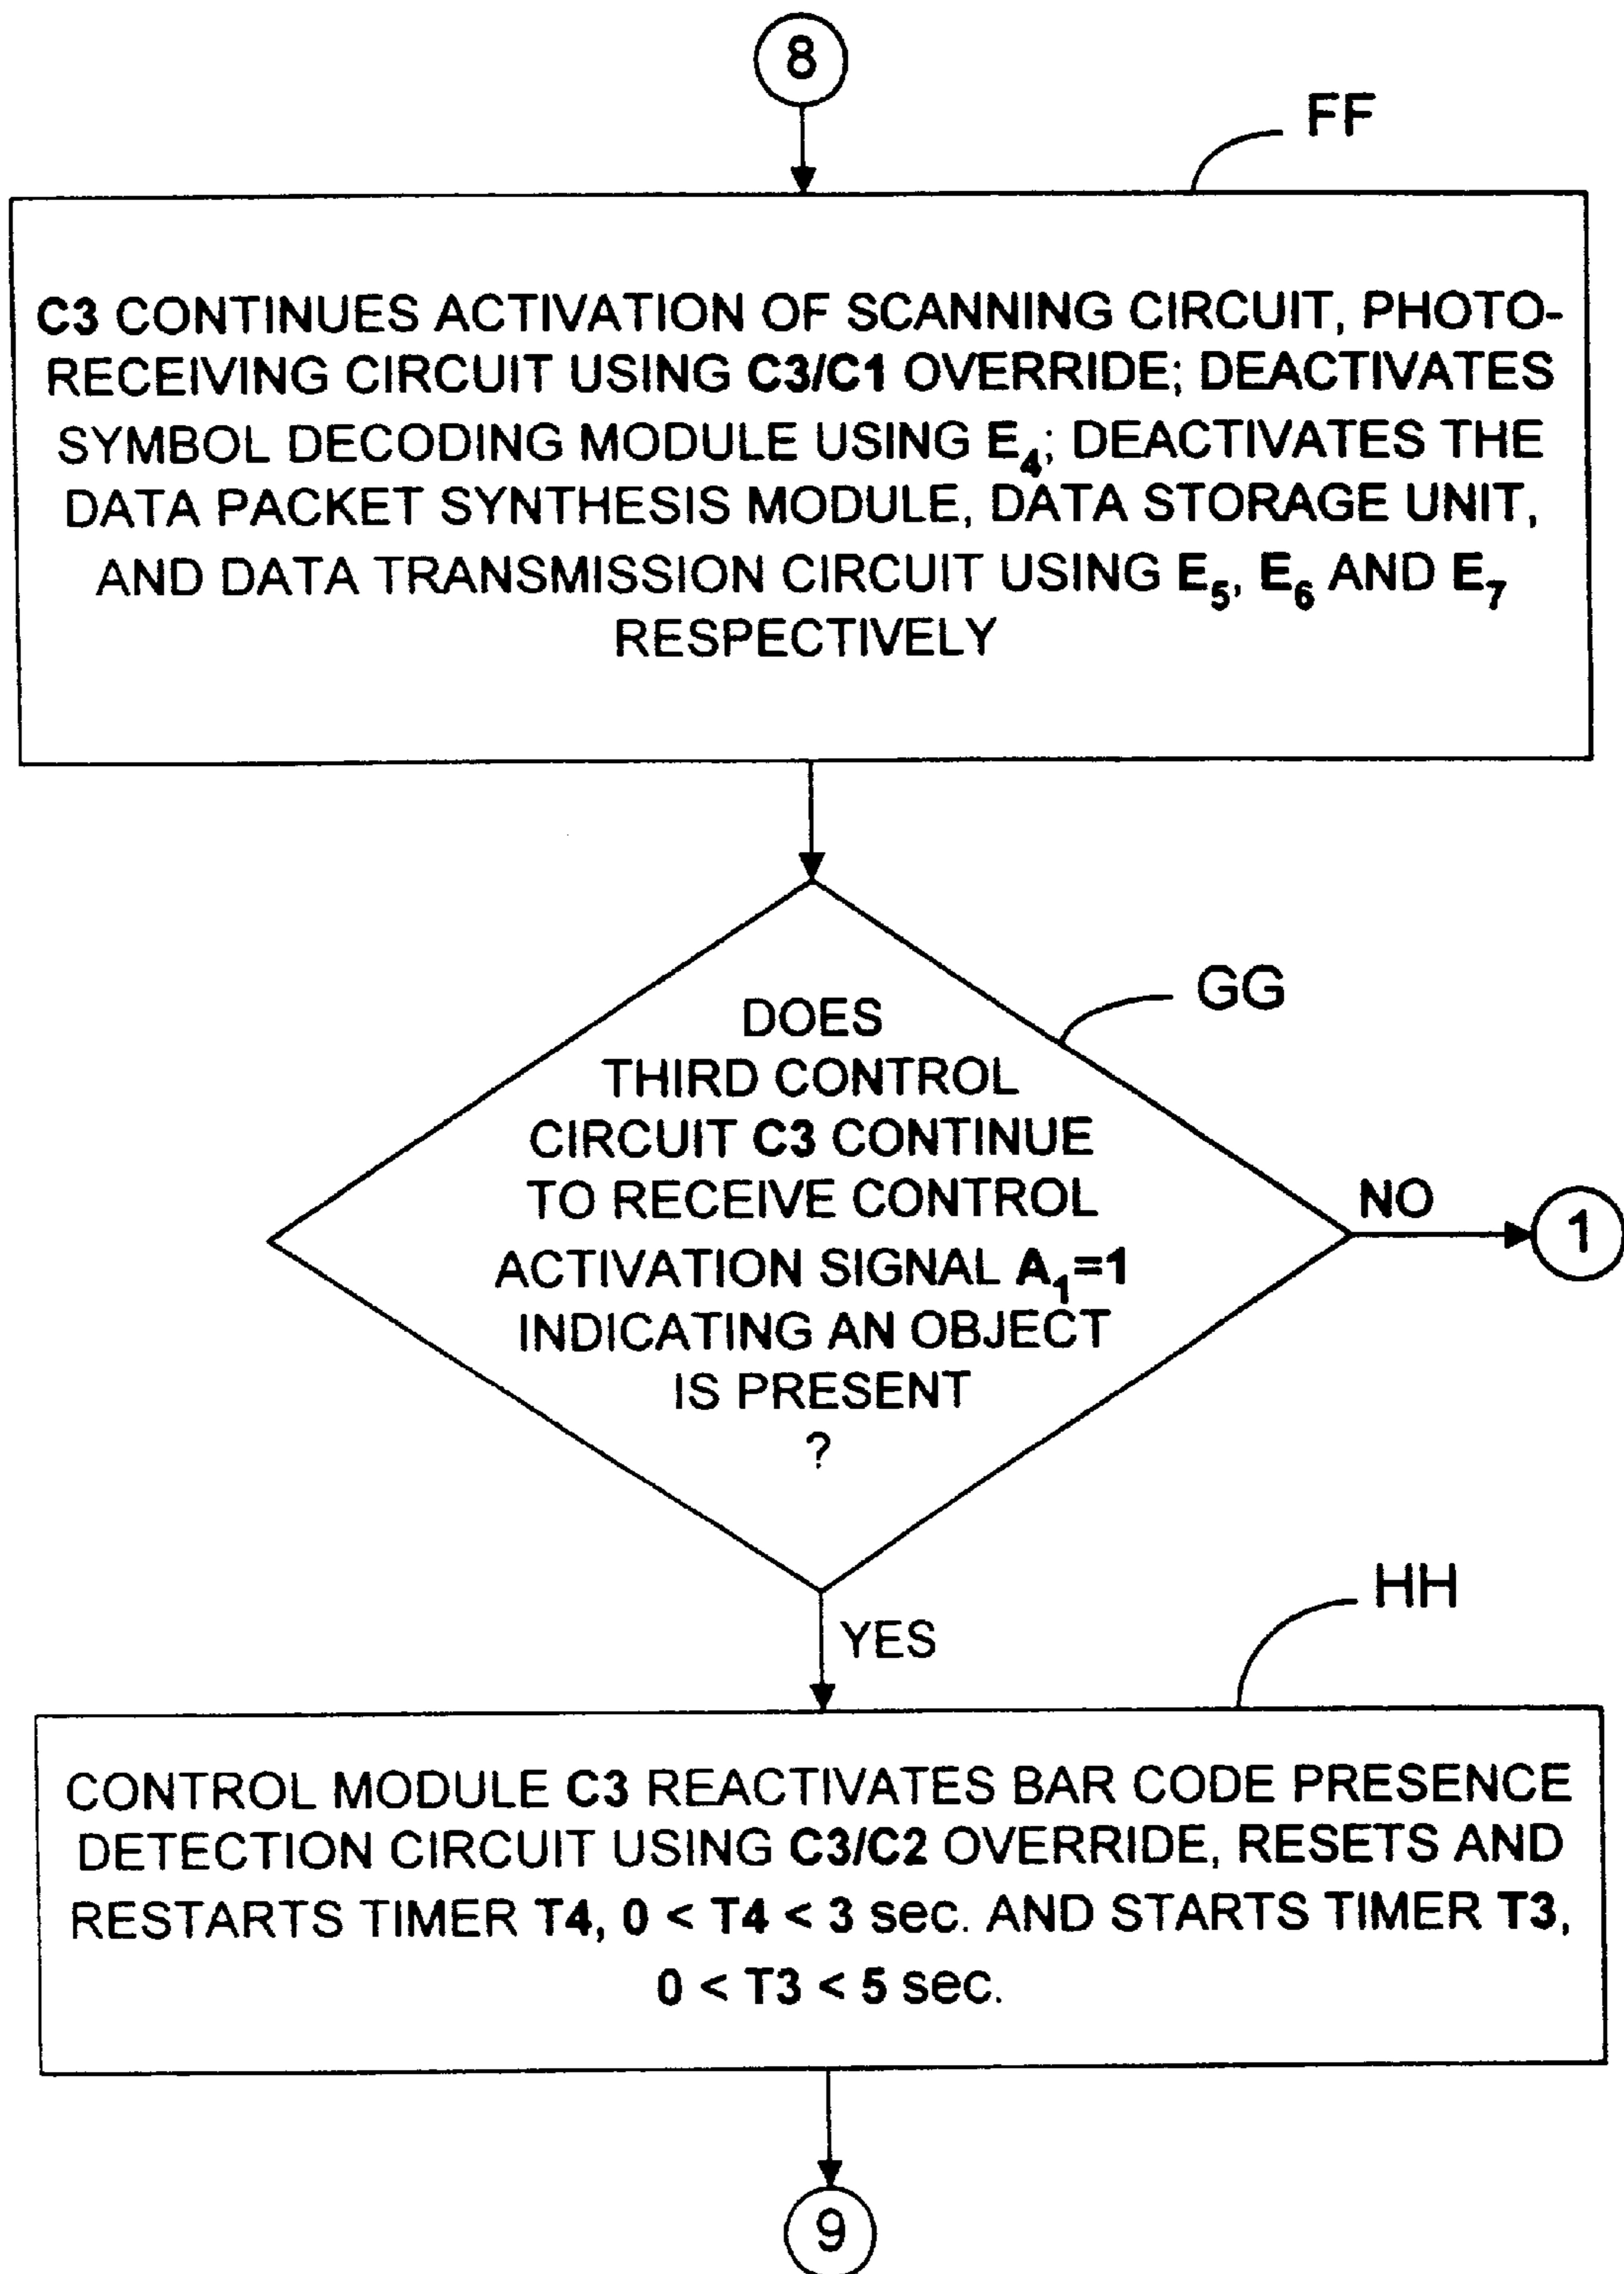 8
FF
C3 CONTINUES ACTIVATION OF SCANNING CIRCUIT, PHOTO-
RECEIVING CIRCUIT USING C3/C1 OVERRIDE; DEACTIVATES
SYMBOL DECODING MODULE USING E₄; DEACTIVATES THE
DATA PACKET SYNTHESIS MODULE, DATA STORAGE UNIT,
AND DATA TRANSMISSION CIRCUIT USING E₅, E₆ AND E₇
RESPECTIVELY
GG
DOES
THIRD CONTROL
CIRCUIT C3 CONTINUE
TO RECEIVE CONTROL
ACTIVATION SIGNAL A₁=1
INDICATING AN OBJECT
IS PRESENT
?
NO
1
YES
HH
CONTROL MODULE C3 REACTIVATES BAR CODE PRESENCE
DETECTION CIRCUIT USING C3/C2 OVERRIDE, RESETS AND
RESTARTS TIMER T4, 0 < T4 < 3 sec. AND STARTS TIMER T3,
0 < T3 < 5 sec.
9